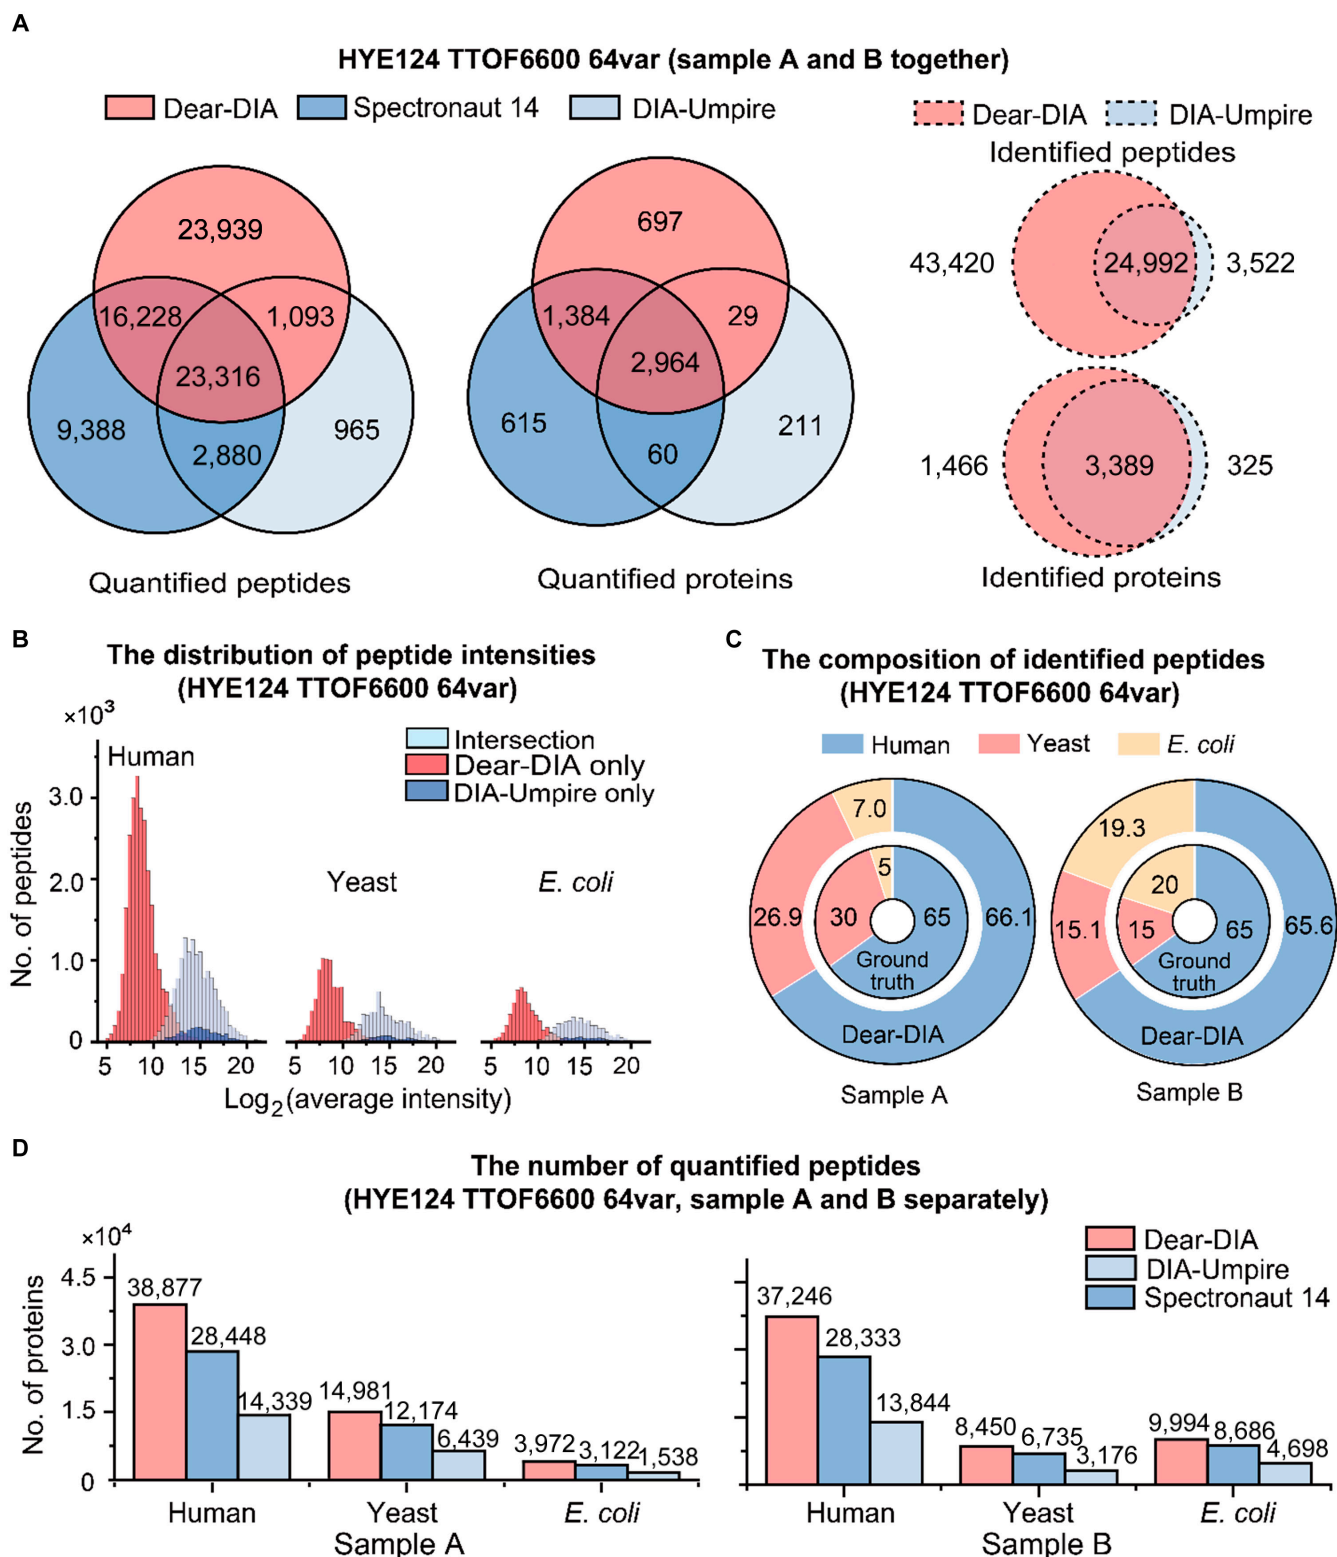 A
HYE124 TTOF6600 64var (sample A and B together)
Dear-DIA Spectronaut 14 DIA-Umpire
Dear-DIA DIA-Umpire
23,939
16,228 1,093
23,316
9,388 965
2,880
Quantified peptides
697
1,384 29
2,964
615 211
60
Quantified proteins
Identified peptides
43,420 24,992 3,522
1,466 3,389 325
Identified proteins
B
The distribution of peptide intensities
(HYE124 TTOF6600 64var)
×10³
Human
Intersection
Dear-DIA only
DIA-Umpire only
No. of peptides
3.0
2.0
1.0
0
Yeast E. coli
5 10 15 20 5 10 15 20 5 10 15 20
Log₂(average intensity)
C
The composition of identified peptides
(HYE124 TTOF6600 64var)
Human Yeast E. coli
7.0
5
26.9 30 65 66.1
Ground
truth
Dear-DIA
Sample A
19.3
20
15.1 15 65 65.6
Ground
truth
Dear-DIA
Sample B
D
The number of quantified peptides
(HYE124 TTOF6600 64var, sample A and B separately)
×10⁴
No. of proteins
4.5
3.0
1.5
0
38,877
28,448
14,339
14,981
12,174
6,439
3,972 3,122 1,538
Human Yeast E. coli
Sample A
Dear-DIA
DIA-Umpire
Spectronaut 14
37,246
28,333
13,844
8,450 6,735 3,176
9,994 8,686 4,698
Human Yeast E. coli
Sample B